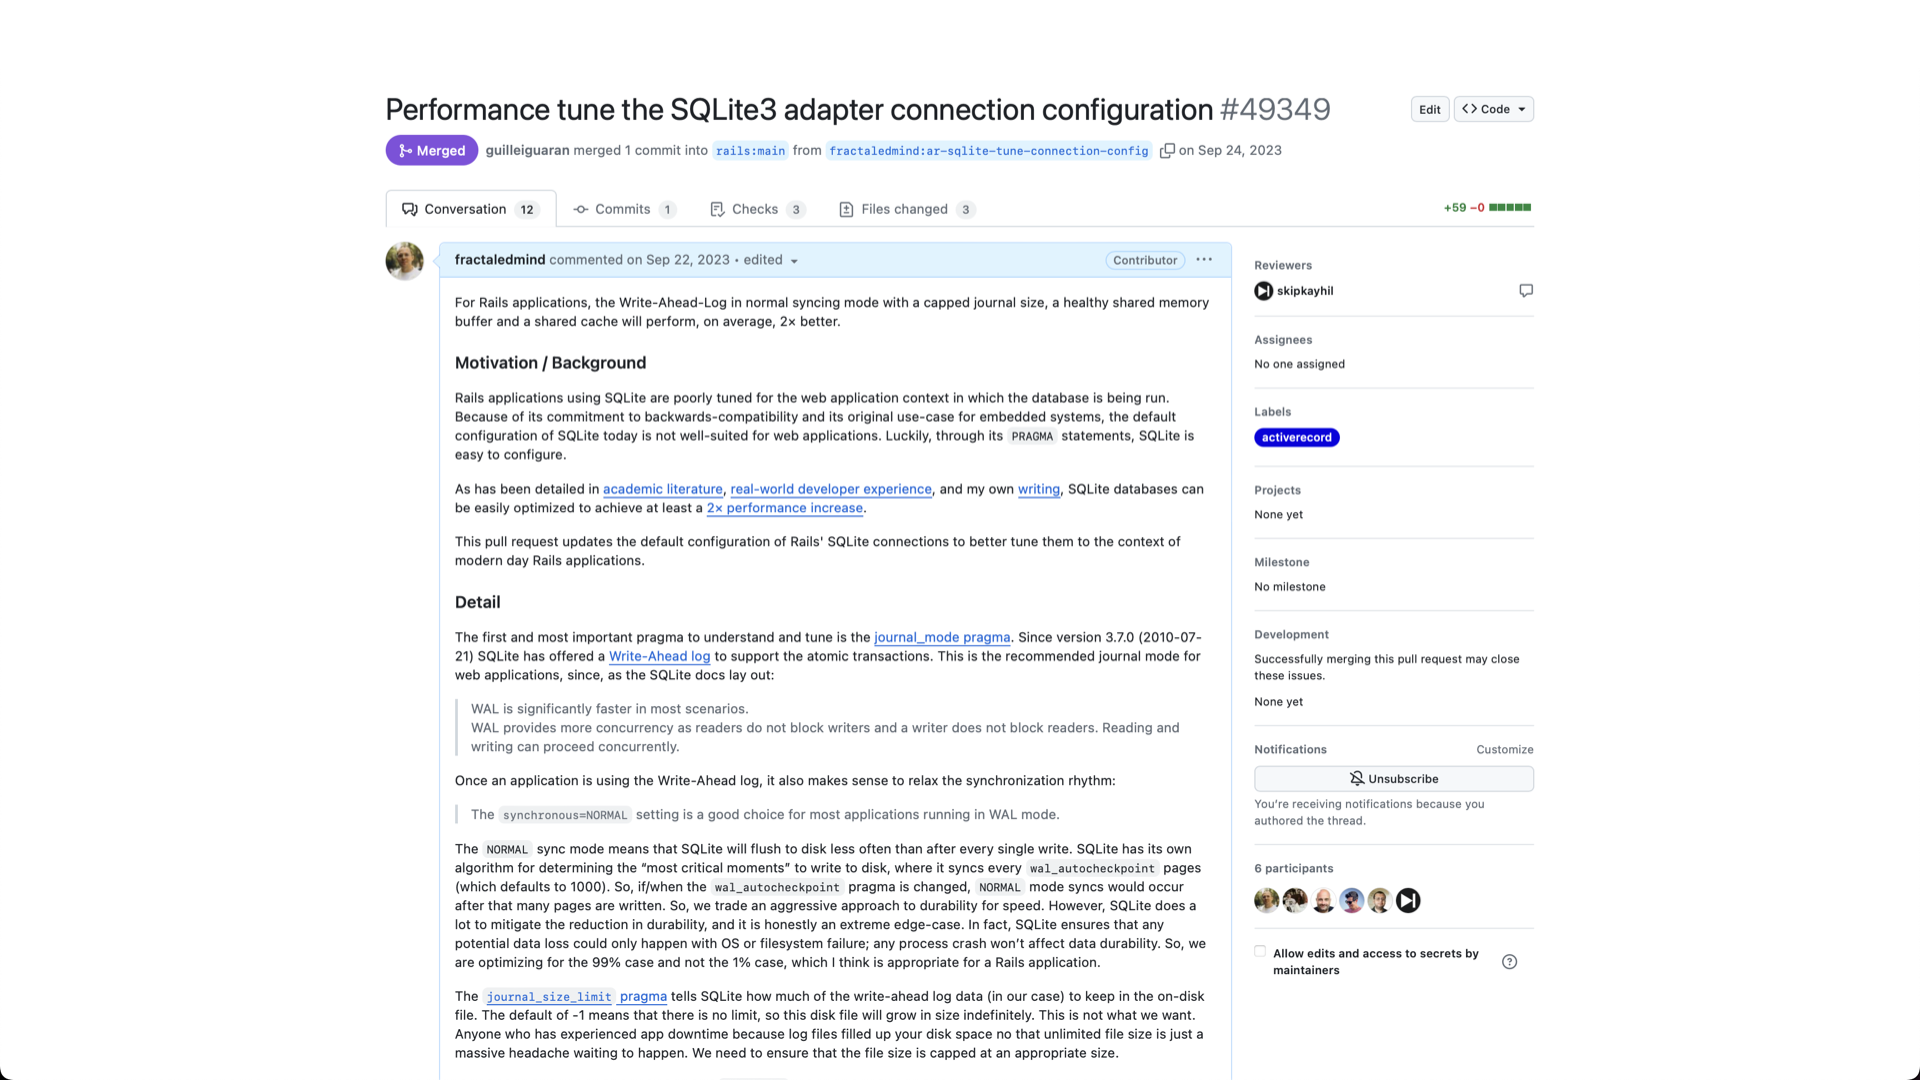 Performance tune the SQLite3 adapter connection configuration #49349
Edit
Code
Merged
guilleiguaran merged 1 commit into rails:main from fractaledmind:ar-sqlite-tune-connection-config on Sep 24, 2023
Conversation 12
Commits 1
Checks 3
Files changed 3
+59 −0
fractaledmind commented on Sep 22, 2023 • edited
Contributor
For Rails applications, the Write-Ahead-Log in normal syncing mode with a capped journal size, a healthy shared memory
buffer and a shared cache will perform, on average, 2× better.
Motivation / Background
Rails applications using SQLite are poorly tuned for the web application context in which the database is being run.
Because of its commitment to backwards-compatibility and its original use-case for embedded systems, the default
configuration of SQLite today is not well-suited for web applications. Luckily, through its PRAGMA statements, SQLite is
easy to configure.
As has been detailed in academic literature, real-world developer experience, and my own writing, SQLite databases can
be easily optimized to achieve at least a 2× performance increase.
This pull request updates the default configuration of Rails' SQLite connections to better tune them to the context of
modern day Rails applications.
Detail
The first and most important pragma to understand and tune is the journal_mode pragma. Since version 3.7.0 (2010-07-
21) SQLite has offered a Write-Ahead log to support the atomic transactions. This is the recommended journal mode for
web applications, since, as the SQLite docs lay out:
WAL is significantly faster in most scenarios.
WAL provides more concurrency as readers do not block writers and a writer does not block readers. Reading and
writing can proceed concurrently.
Once an application is using the Write-Ahead log, it also makes sense to relax the synchronization rhythm:
The synchronous=NORMAL setting is a good choice for most applications running in WAL mode.
The NORMAL sync mode means that SQLite will flush to disk less often than after every single write. SQLite has its own
algorithm for determining the “most critical moments” to write to disk, where it syncs every wal_autocheckpoint pages
(which defaults to 1000). So, if/when the wal_autocheckpoint pragma is changed, NORMAL mode syncs would occur
after that many pages are written. So, we trade an aggressive approach to durability for speed. However, SQLite does a
lot to mitigate the reduction in durability, and it is honestly an extreme edge-case. In fact, SQLite ensures that any
potential data loss could only happen with OS or filesystem failure; any process crash won’t affect data durability. So, we
are optimizing for the 99% case and not the 1% case, which I think is appropriate for a Rails application.
The journal_size_limit pragma tells SQLite how much of the write-ahead log data (in our case) to keep in the on-disk
file. The default of -1 means that there is no limit, so this disk file will grow in size indefinitely. This is not what we want.
Anyone who has experienced app downtime because log files filled up your disk space no that unlimited file size is just a
massive headache waiting to happen. We need to ensure that the file size is capped at an appropriate size.
Reviewers
skipkayhil
Assignees
No one assigned
Labels
activerecord
Projects
None yet
Milestone
No milestone
Development
Successfully merging this pull request may close
these issues.
None yet
Notifications
Customize
Unsubscribe
You’re receiving notifications because you
authored the thread.
6 participants
Allow edits and access to secrets by
maintainers